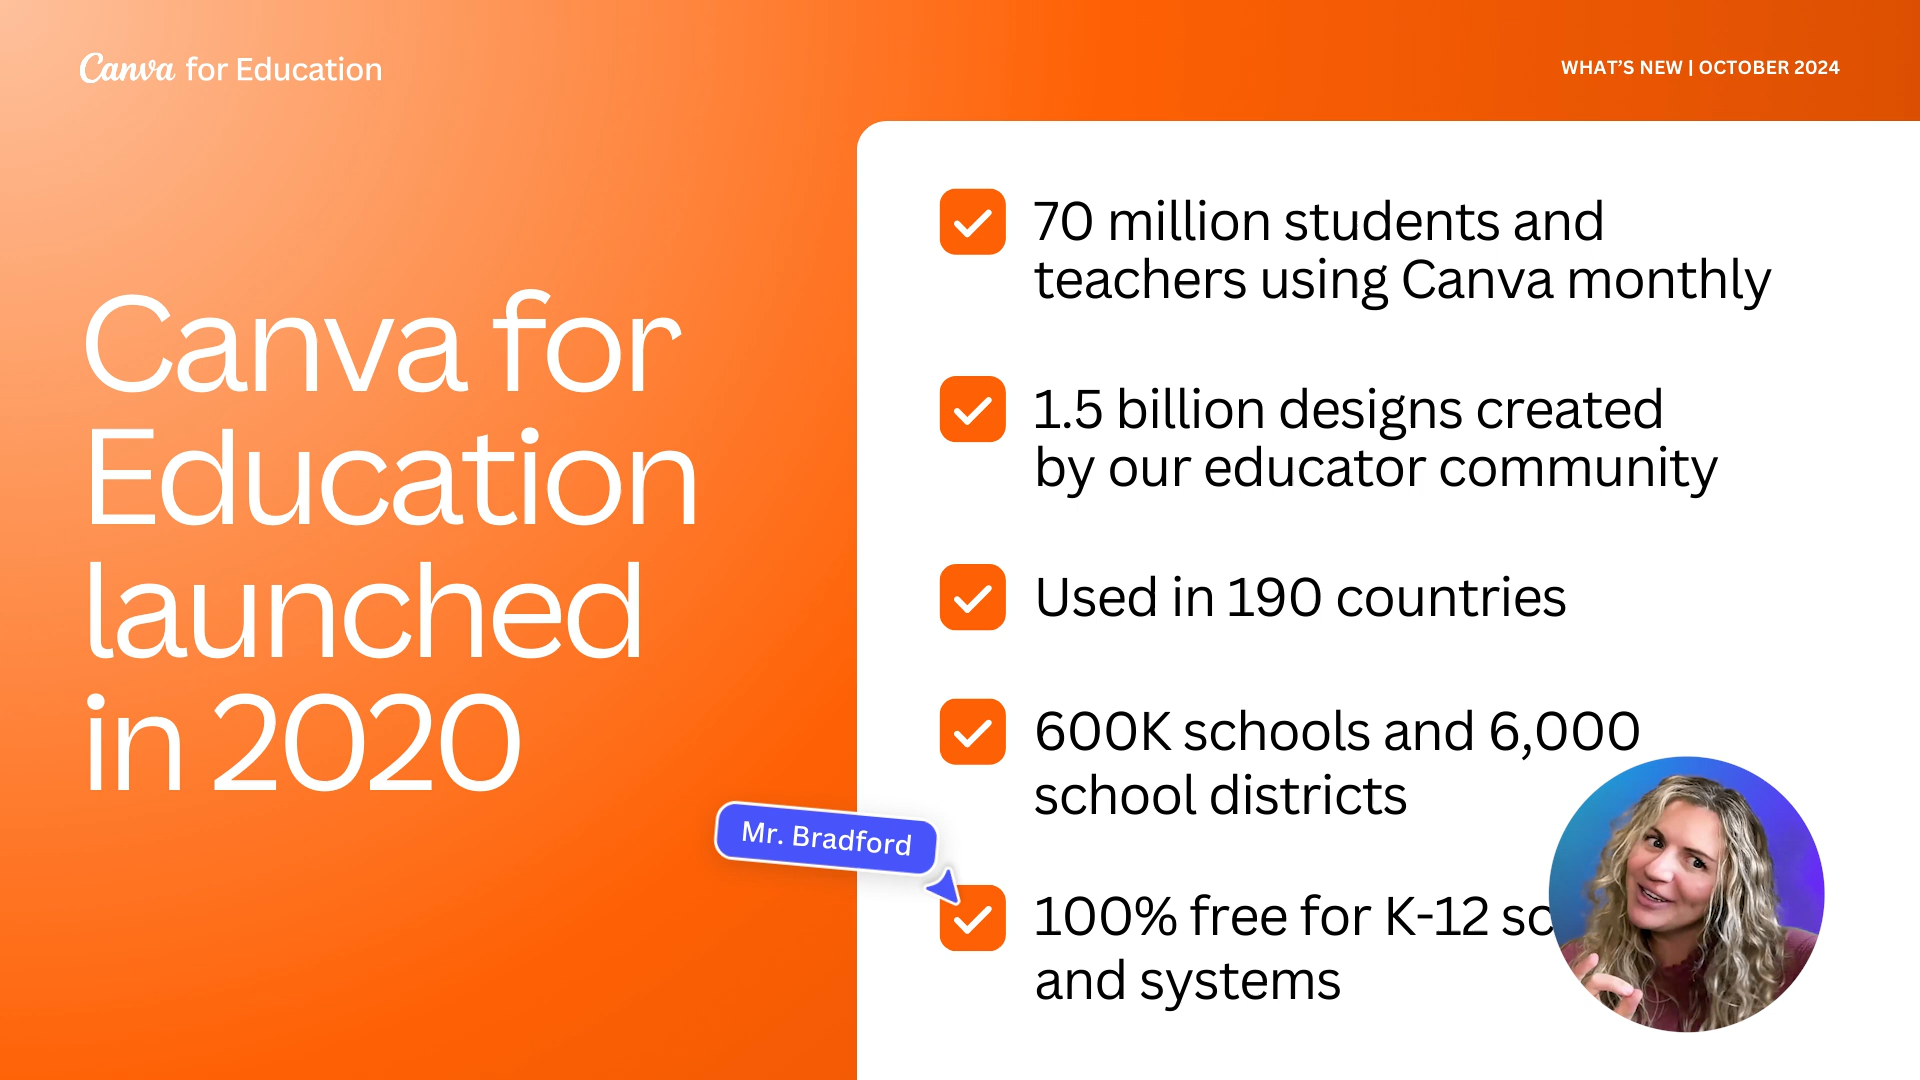 Canva for Education
WHAT'S NEW | OCTOBER 2024
Canva for
Education
launched
in 2020
70 million students and
teachers using Canva monthly
1.5 billion designs created
by our educator community
Used in 190 countries
600K schools and 6,000
school districts
Mr. Bradford
100% free for K-12
and systems